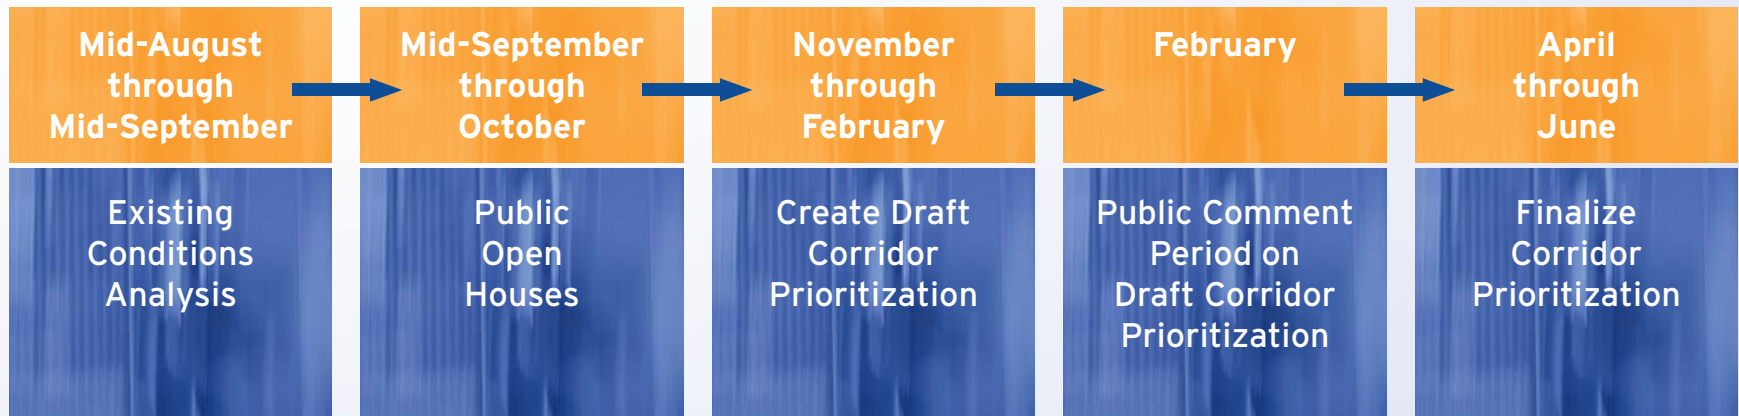 Mid-August
through
Mid-September
Existing
Conditions
Analysis
Mid-September
through
October
Public
Open
Houses
November
through
February
Create Draft
Corridor
Prioritization
February
Public Comment
Period on
Draft Corridor
Prioritization
April
through
June
Finalize
Corridor
Prioritization